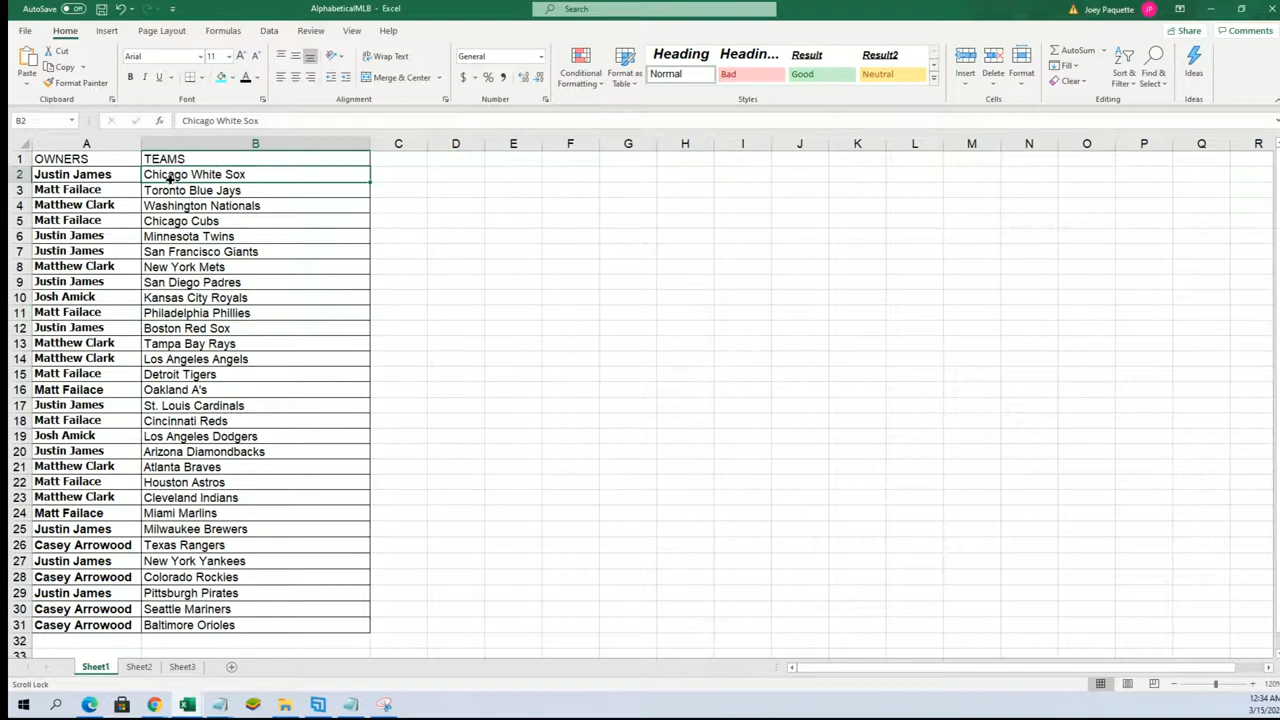 AutoSave Off AlphabeticalMLB - Excel Search Joey Paquette JP
File Home Insert Page Layout Formulas Data Review View Help Share Comments
Paste Cut Copy Format Painter Clipboard
Arial 11 A A B I U A Font
Wrap Text Merge & Center Alignment
General $ % 9 Number
Conditional Formatting Format as Table
Heading Headin... Result Result2
Normal Bad Good Neutral
Styles
Insert Delete Format Cells
AutoSum Fill Clear Sort & Filter Find & Select Editing
Ideas Ideas
B2 fx Chicago White Sox
A B C D E F G H I J K L M N O P Q R
1 OWNERS TEAMS
2 Justin James Chicago White Sox
3 Matt Failace Toronto Blue Jays
4 Matthew Clark Washington Nationals
5 Matt Failace Chicago Cubs
6 Justin James Minnesota Twins
7 Justin James San Francisco Giants
8 Matthew Clark New York Mets
9 Justin James San Diego Padres
10 Josh Amick Kansas City Royals
11 Matt Failace Philadelphia Phillies
12 Justin James Boston Red Sox
13 Matthew Clark Tampa Bay Rays
14 Matthew Clark Los Angeles Angels
15 Matt Failace Detroit Tigers
16 Matt Failace Oakland A's
17 Justin James St. Louis Cardinals
18 Matt Failace Cincinnati Reds
19 Josh Amick Los Angeles Dodgers
20 Justin James Arizona Diamondbacks
21 Matthew Clark Atlanta Braves
22 Matt Failace Houston Astros
23 Matthew Clark Cleveland Indians
24 Matt Failace Miami Marlins
25 Justin James Milwaukee Brewers
26 Casey Arrowood Texas Rangers
27 Justin James New York Yankees
28 Casey Arrowood Colorado Rockies
29 Justin James Pittsburgh Pirates
30 Casey Arrowood Seattle Mariners
31 Casey Arrowood Baltimore Orioles
32
33
Sheet1 Sheet2 Sheet3
Scroll Lock 120%
12:34 AM
3/15/202